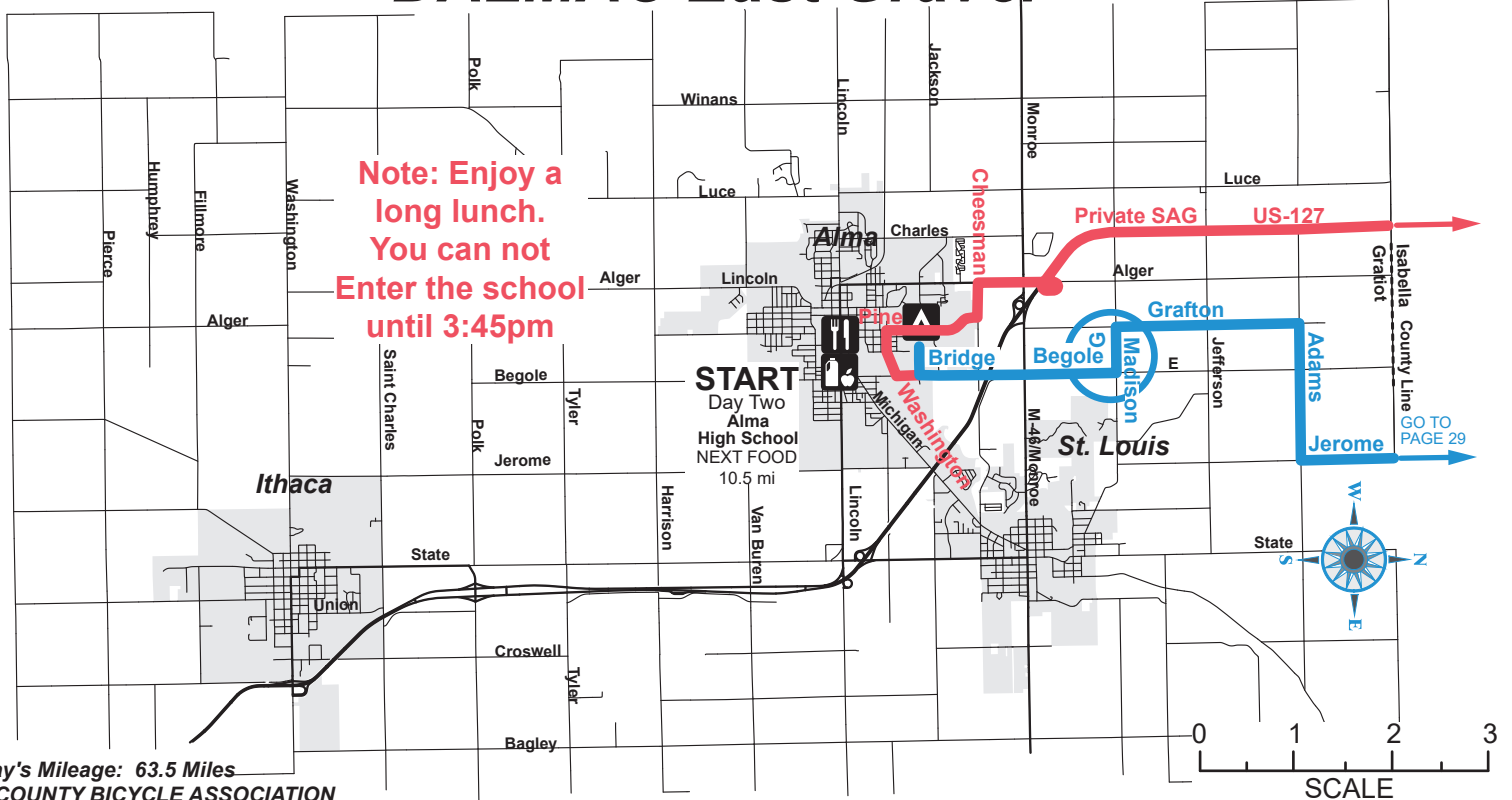 Polk
Jackson
Lincoln
Winans
Monroe
Humphrey
Fillmore
Washington
Pierce
Note: Enjoy a
long lunch.
You can not
Enter the school
until 3:45pm
Luce
Cheesman
Luce
Private SAG US-127
Alma
Charles
Alger
Lincoln
Alger
Gratiot
Isabella County Line
Alger
Pine
Grafton
Saint Charles
Bridge
Begole
G
Madison
E
Jefferson
Adams
START
Day Two
Alma
High School
NEXT FOOD
10.5 mi
Begole
Tyler
Polk
Washington
Michigan
M-46/Monroe
St. Louis
GO TO
PAGE 29
Jerome
Jerome
Ithaca
Harrison
Van Buren
Lincoln
W
S
N
E
State
State
Union
Croswell
Tyler
Bagley
0 1 2 3
SCALE
y's Mileage: 63.5 Miles
COUNTY BICYCLE ASSOCIATION